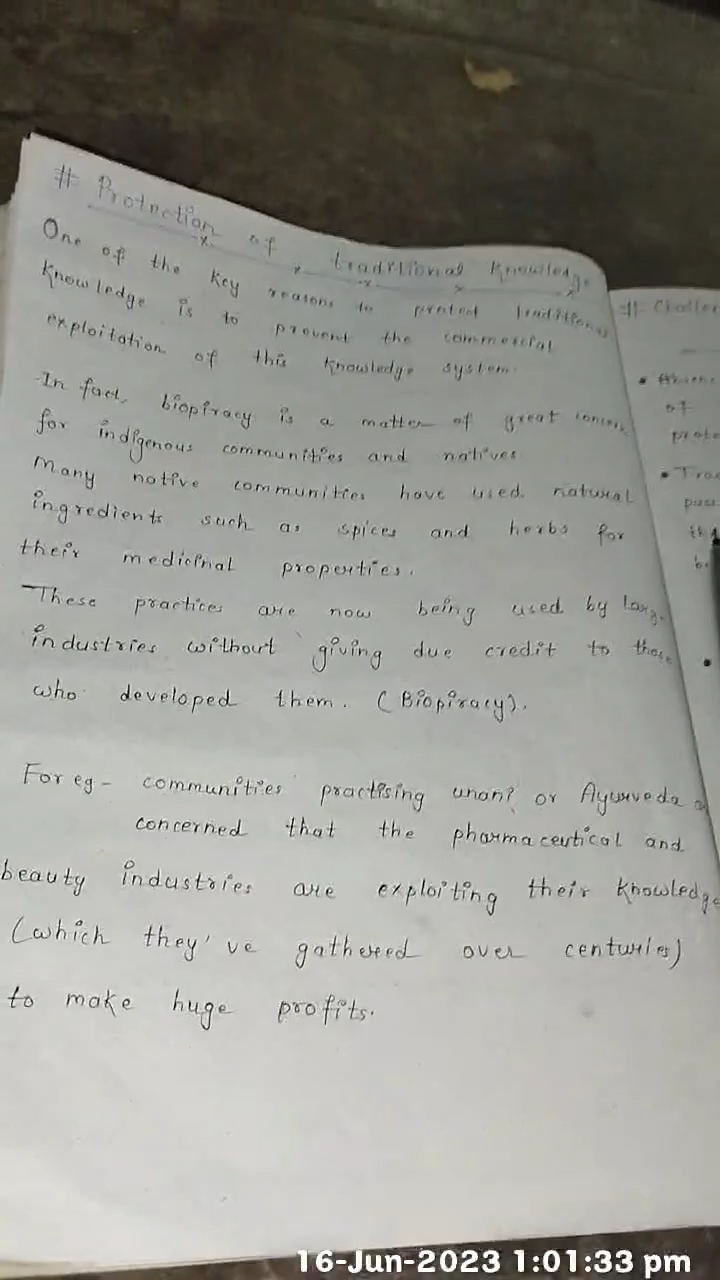 # Protection of traditional Knowledge
One of the key reasons to protect traditional
knowledge is to prevent the commercial
exploitation of this knowledge system.
In fact, biopiracy is a matter of great
for indigenous communities and natives
Many native communities have used natural
ingredients such as spices and herbs for
their medicinal properties.
These practices are now being used by
industries without giving due credit to those
who developed them. (Biopiracy).
For eg - communities practising unani or Ayurveda
concerned that the pharmaceutical and
beauty industries are exploiting their knowledge
(which they've gathered over centuries)
to make huge profits.
#
of
16-Jun-2023 1:01:33 pm